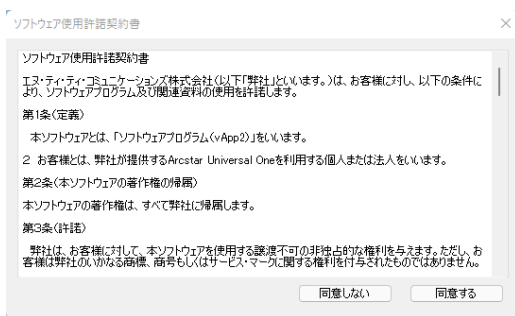 ソフトウェア使用許諾契約書
ソフトウェア使用許諾契約書
エヌ・ティ・ティ・コミュニケーションズ株式会社(以下「弊社」といいます。)は、お客様に対し、以下の条件に
より、ソフトウェアプログラム及び関連資料の使用を許諾します。
第1条(定義)
本ソフトウェアとは、「ソフトウェアプログラム(vApp2)」をいいます。
2 お客様とは、弊社が提供するArcstar Universal Oneを利用する個人または法人をいいます。
第2条(本ソフトウェアの著作権の帰属)
本ソフトウェアの著作権は、すべて弊社に帰属します。
第3条(許諾)
弊社は、お客様に対して、本ソフトウェアを使用する譲渡不可の非独占的な権利を与えます。ただし、お
客様は弊社のいかなる商標、商号もしくはサービス・マークに関する権利を付与されたものではありません。
同意しない 同意する